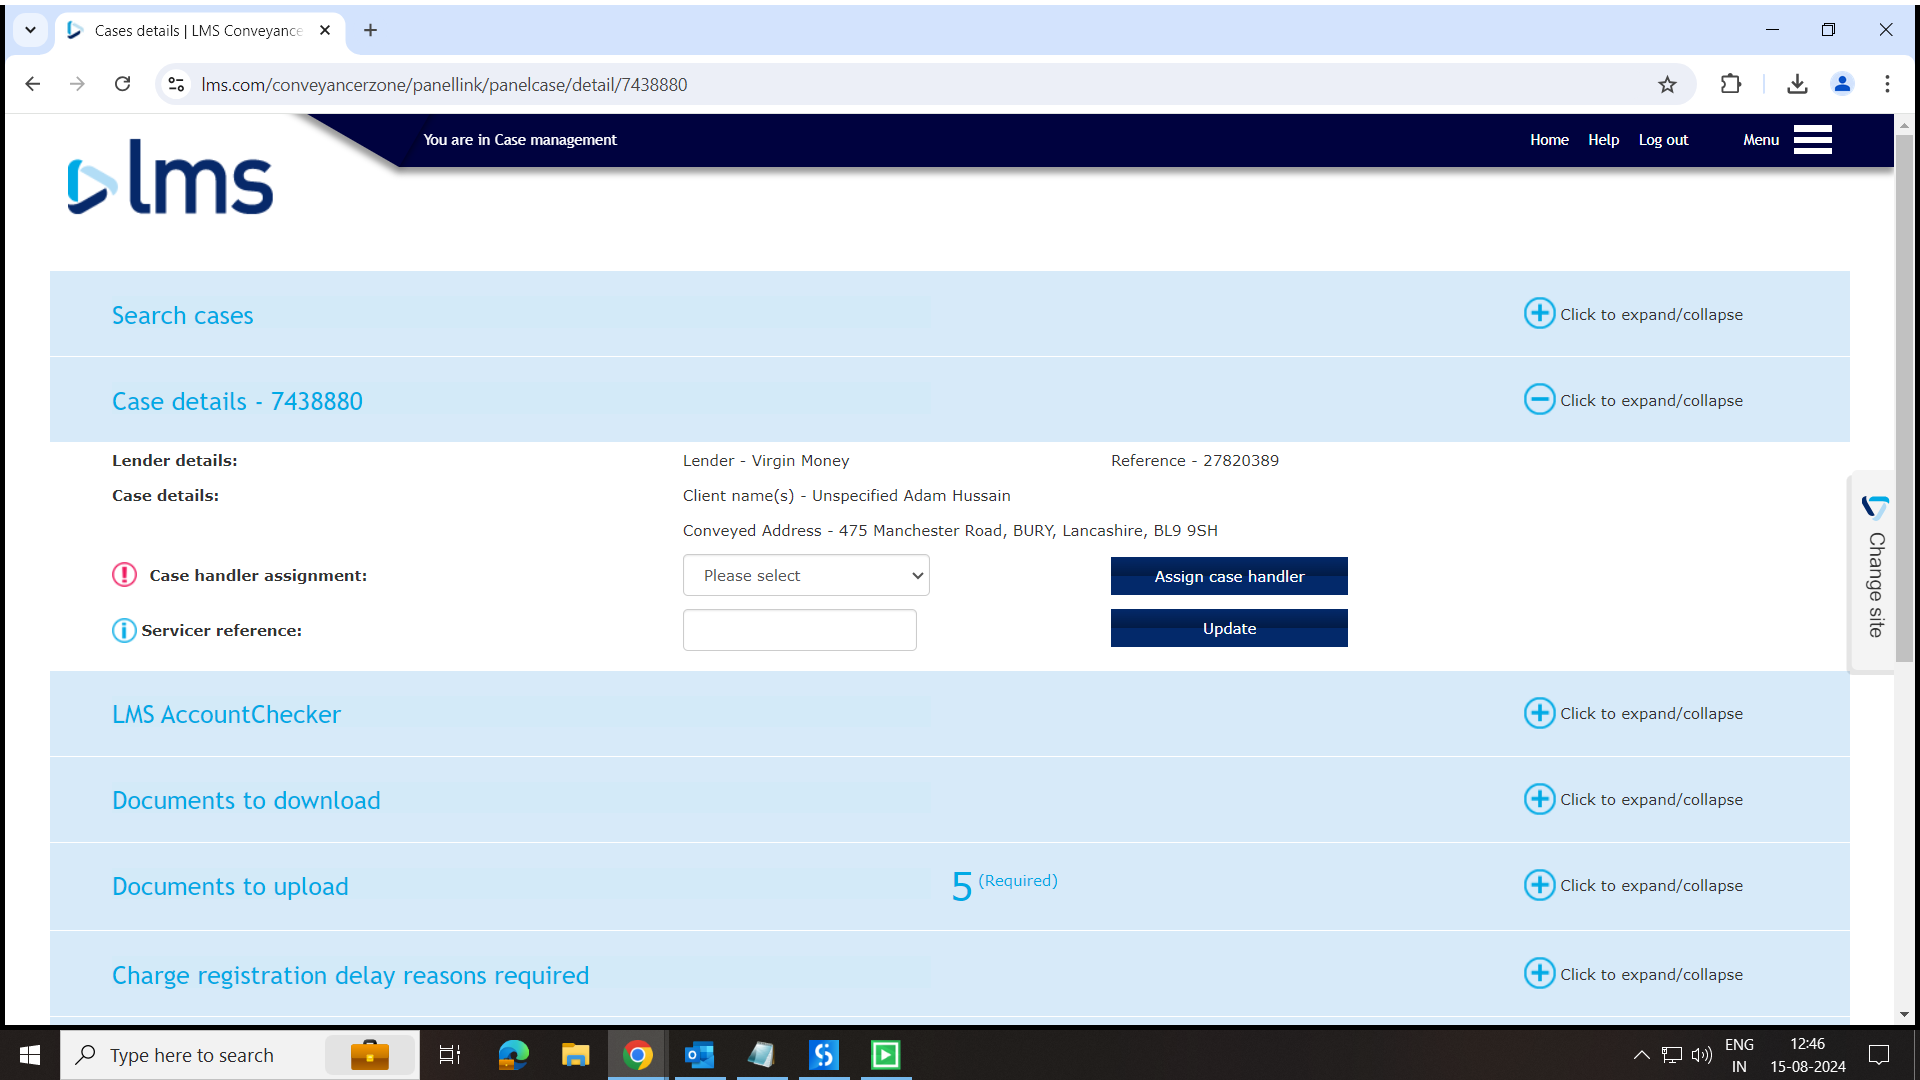 Cases details | LMS Conveyance
lms.com/conveyancerzone/panellink/panelcase/detail/7438880
You are in Case management
Home
Help
Log out
Menu
lms
Search cases
Click to expand/collapse
Case details - 7438880
Click to expand/collapse
Lender details:
Lender - Virgin Money
Reference - 27820389
Case details:
Client name(s) - Unspecified Adam Hussain
Conveyed Address - 475 Manchester Road, BURY, Lancashire, BL9 9SH
Case handler assignment:
Please select
Assign case handler
Servicer reference:
Update
Change site
LMS AccountChecker
Click to expand/collapse
Documents to download
Click to expand/collapse
Documents to upload
5 (Required)
Click to expand/collapse
Charge registration delay reasons required
Click to expand/collapse
Type here to search
ENG
IN
12:46
15-08-2024